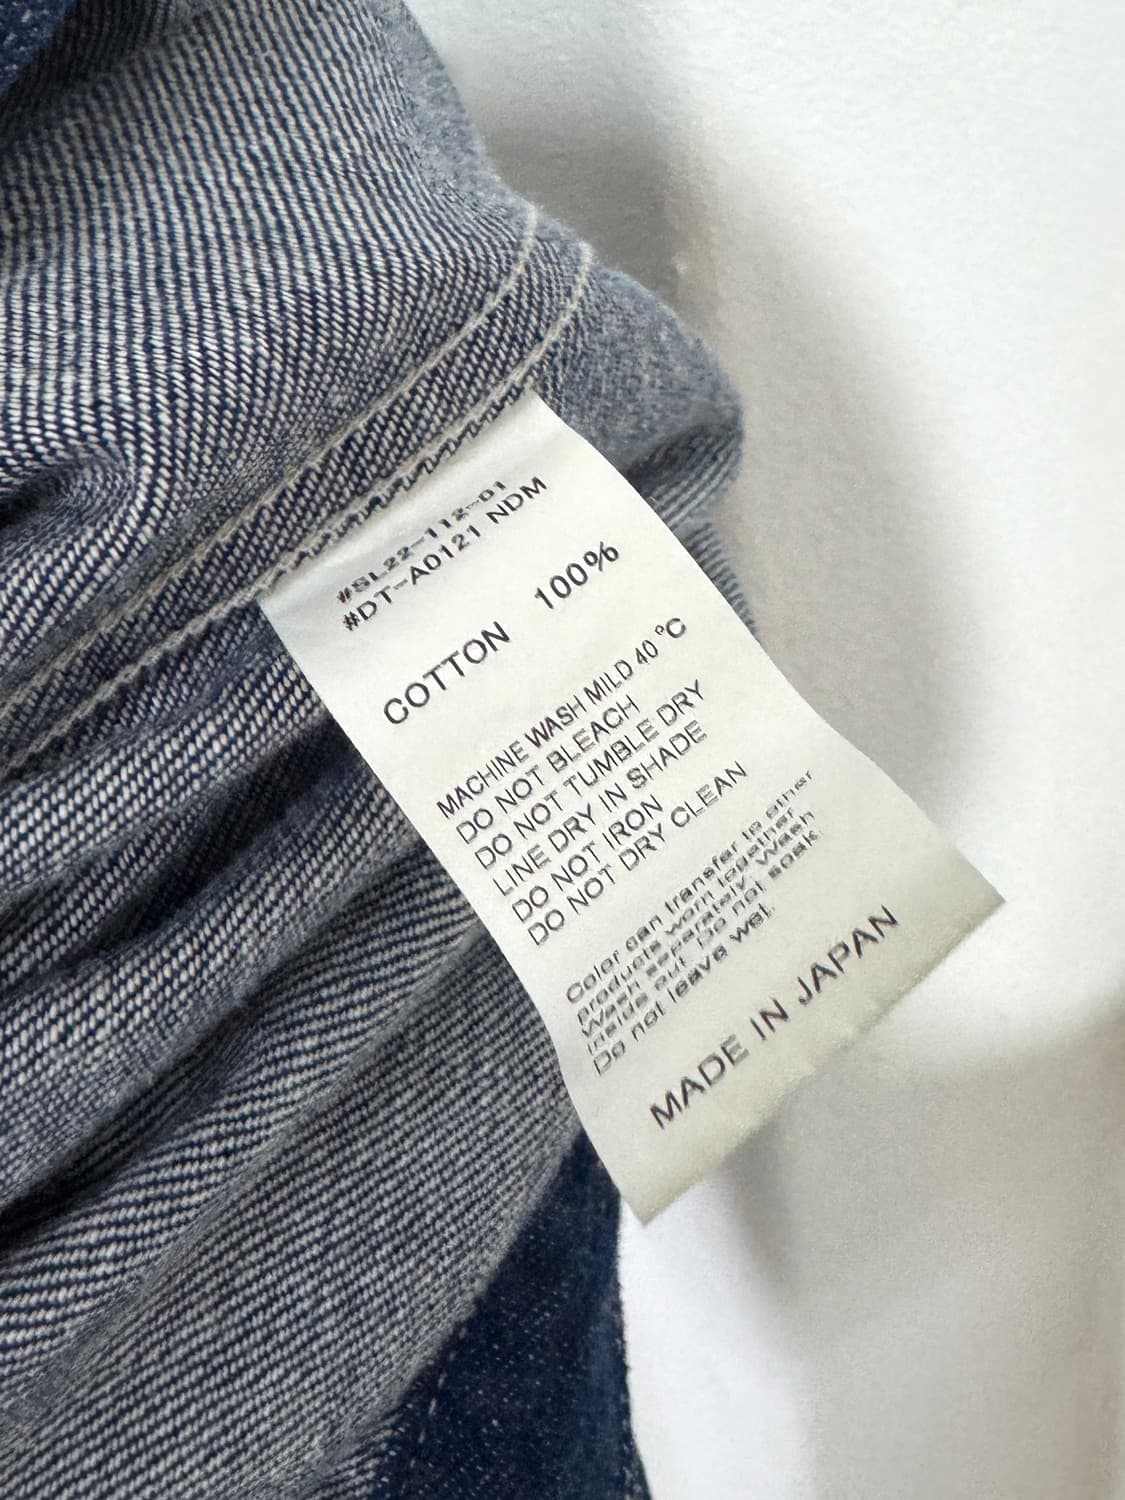 #SL22-112-01
#DT-A0121 NDM
COTTON 100%
MACHINE WASH MILD 40 °C
DO NOT BLEACH
DO NOT TUMBLE DRY
LINE DRY IN SHADE
DO NOT IRON
DO NOT DRY CLEAN
Color can transfer to other
products worn together.
Wash separately. Wash
inside out. Do not soak.
Do not leave wet.
MADE IN JAPAN